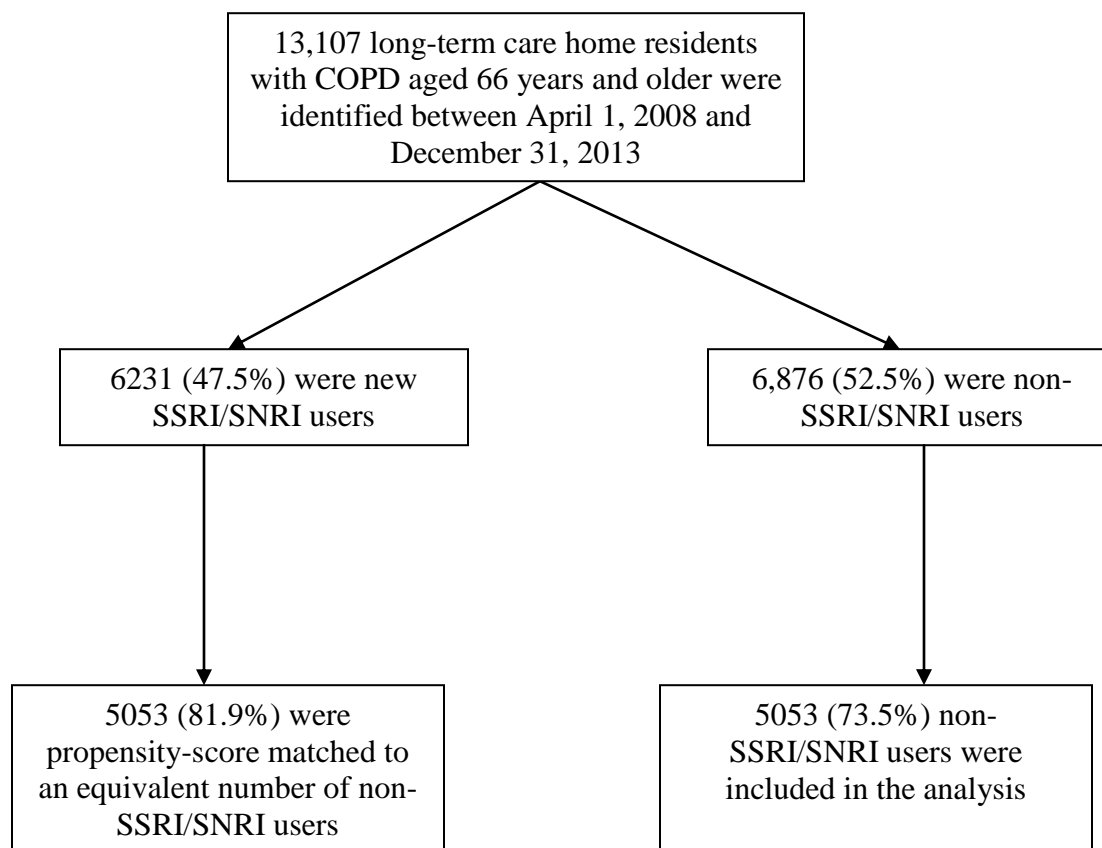 13,107 long-term care home residents
with COPD aged 66 years and older were
identified between April 1, 2008 and
December 31, 2013
6231 (47.5%) were new
SSRI/SNRI users
6,876 (52.5%) were non-
SSRI/SNRI users
5053 (81.9%) were
propensity-score matched to
an equivalent number of non-
SSRI/SNRI users
5053 (73.5%) non-
SSRI/SNRI users were
included in the analysis